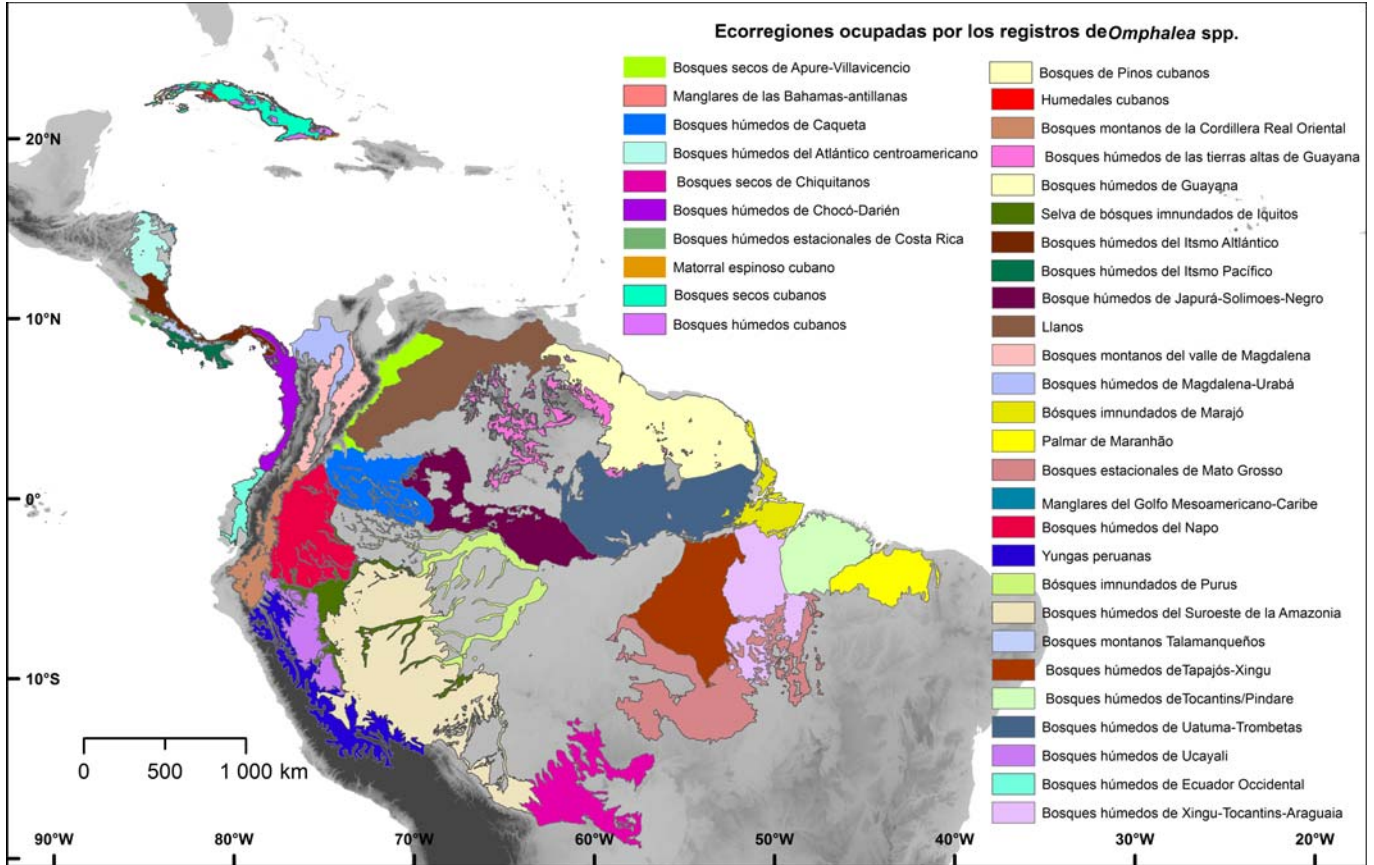 Ecorregiones ocupadas por los registros de Omphalea spp.
Bosques secos de Apure-Villavicencio
Manglares de las Bahamas-antillanas
Bosques húmedos de Caqueta
Bosques húmedos del Atlántico centroamericano
Bosques secos de Chiquitanos
Bosques húmedos de Chocó-Darién
Bosques húmedos estacionales de Costa Rica
Matorral espinoso cubano
Bosques secos cubanos
Bosques húmedos cubanos
Bosques de Pinos cubanos
Humedales cubanos
Bosques montanos de la Cordillera Real Oriental
Bosques húmedos de las tierras altas de Guayana
Bosques húmedos de Guayana
Selva de bósques imnundados de Iquitos
Bosques húmedos del Itsmo Altlántico
Bosques húmedos del Itsmo Pacífico
Bosque húmedos de Japurá-Solimoes-Negro
Llanos
Bosques montanos del valle de Magdalena
Bosques húmedos de Magdalena-Urabá
Bósques imnundados de Marajó
Palmar de Maranhão
Bosques estacionales de Mato Grosso
Manglares del Golfo Mesoamericano-Caribe
Bosques húmedos del Napo
Yungas peruanas
Bósques imnundados de Purus
Bosques húmedos del Suroeste de la Amazonia
Bosques montanos Talamanqueños
Bosques húmedos deTapajós-Xingu
Bosques húmedos deTocantins/Pindare
Bosques húmedos de Uatuma-Trombetas
Bosques húmedos de Ucayali
Bosques húmedos de Ecuador Occidental
Bosques húmedos de Xingu-Tocantins-Araguaia
20°N
10°N
0°
10°S
0 500 1 000 km
90°W 80°W 70°W 60°W 50°W 40°W 30°W 20°W